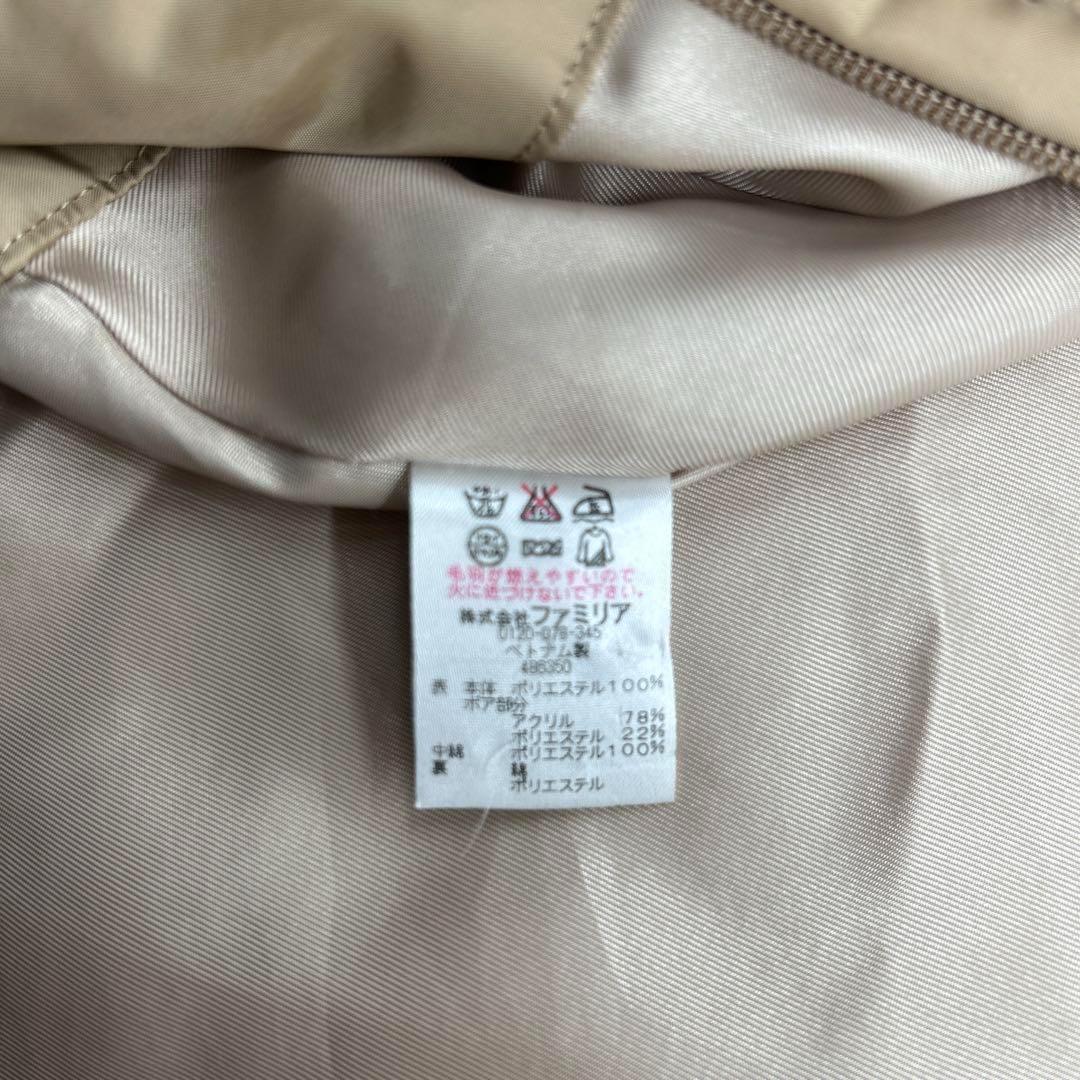 毛羽が燃えやすいので
火に近づけないで下さい。
株式会社ファミリア
0120-078-345
ベトナム製
486350
表 本体 ポリエステル100%
ボア部分
アクリル 78%
ポリエステル 22%
中綿 ポリエステル100%
裏 綿
ポリエステル